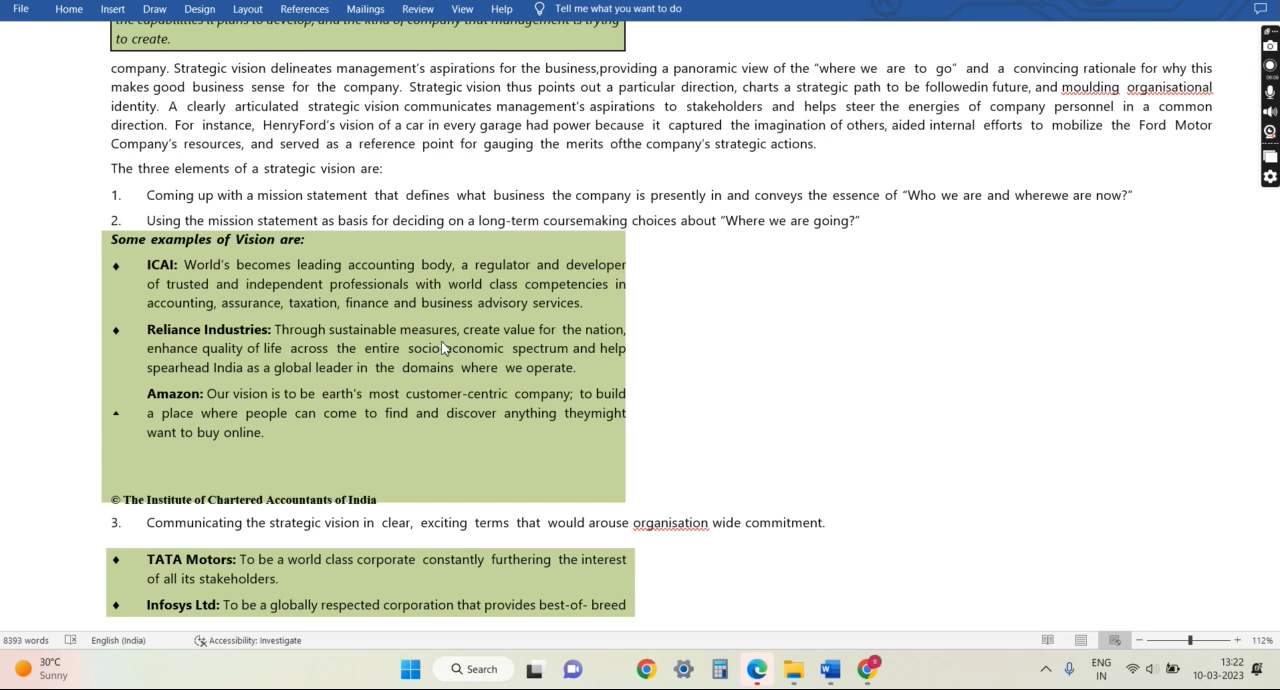 File Home Insert Draw Design Layout References Mailings Review View Help Tell me what you want to do
the capabilities it plans to develop, and the kind of company that management is trying
to create.
company. Strategic vision delineates management's aspirations for the business,providing a panoramic view of the "where we are to go" and a convincing rationale for why this
makes good business sense for the company. Strategic vision thus points out a particular direction, charts a strategic path to be followedin future, and moulding organisational
identity. A clearly articulated strategic vision communicates management's aspirations to stakeholders and helps steer the energies of company personnel in a common
direction. For instance, HenryFord's vision of a car in every garage had power because it captured the imagination of others, aided internal efforts to mobilize the Ford Motor
Company's resources, and served as a reference point for gauging the merits ofthe company's strategic actions.
The three elements of a strategic vision are:
1. Coming up with a mission statement that defines what business the company is presently in and conveys the essence of "Who we are and wherewe are now?"
2. Using the mission statement as basis for deciding on a long-term coursemaking choices about "Where we are going?"
Some examples of Vision are:
♦ ICAI: World's becomes leading accounting body, a regulator and developer
of trusted and independent professionals with world class competencies in
accounting, assurance, taxation, finance and business advisory services.
♦ Reliance Industries: Through sustainable measures, create value for the nation,
enhance quality of life across the entire socio economic spectrum and help
spearhead India as a global leader in the domains where we operate.
Amazon: Our vision is to be earth's most customer-centric company; to build
a place where people can come to find and discover anything theymight
want to buy online.
© The Institute of Chartered Accountants of India
3. Communicating the strategic vision in clear, exciting terms that would arouse organisation wide commitment.
♦ TATA Motors: To be a world class corporate constantly furthering the interest
of all its stakeholders.
♦ Infosys Ltd: To be a globally respected corporation that provides best-of- breed
8393 words English (India) Accessibility: Investigate 112%
30°C
Sunny
Search
ENG
IN
13:22
10-03-2023